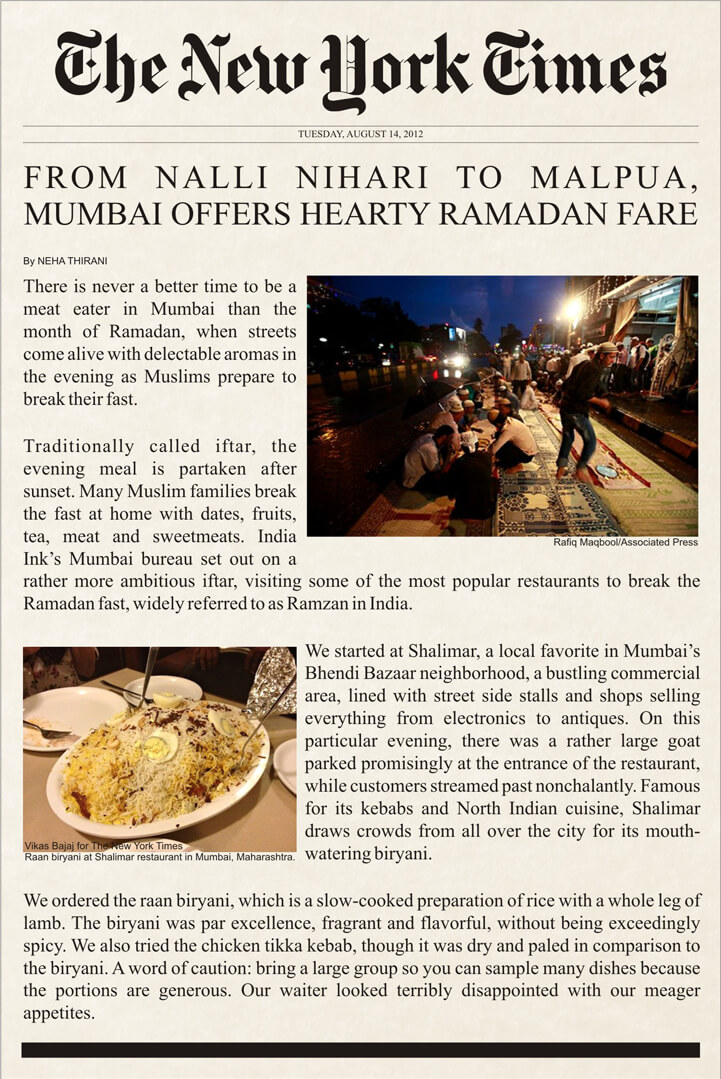 The New York Times
TUESDAY, AUGUST 14, 2012
FROM NALLI NIHARI TO MALPUA,
MUMBAI OFFERS HEARTY RAMADAN FARE
By NEHA THIRANI
There is never a better time to be a
meat eater in Mumbai than the
month of Ramadan, when streets
come alive with delectable aromas in
the evening as Muslims prepare to
break their fast.
Traditionally called iftar, the
evening meal is partaken after
sunset. Many Muslim families break
the fast at home with dates, fruits,
tea, meat and sweetmeats. India
Ink's Mumbai bureau set out on a
Rafiq Maqbool/Associated Press
rather more ambitious iftar, visiting some of the most popular restaurants to break the
Ramadan fast, widely referred to as Ramzan in India.
We started at Shalimar, a local favorite in Mumbai's
Bhendi Bazaar neighborhood, a bustling commercial
area, lined with street side stalls and shops selling
everything from electronics to antiques. On this
particular evening, there was a rather large goat
parked promisingly at the entrance of the restaurant,
while customers streamed past nonchalantly. Famous
for its kebabs and North Indian cuisine, Shalimar
draws crowds from all over the city for its mouth-
watering biryani.
Vikas Bajaj for The New York Times
Raan biryani at Shalimar restaurant in Mumbai, Maharashtra.
We ordered the raan biryani, which is a slow-cooked preparation of rice with a whole leg of
lamb. The biryani was par excellence, fragrant and flavorful, without being exceedingly
spicy. We also tried the chicken tikka kebab, though it was dry and paled in comparison to
the biryani. A word of caution: bring a large group so you can sample many dishes because
the portions are generous. Our waiter looked terribly disappointed with our meager
appetites.